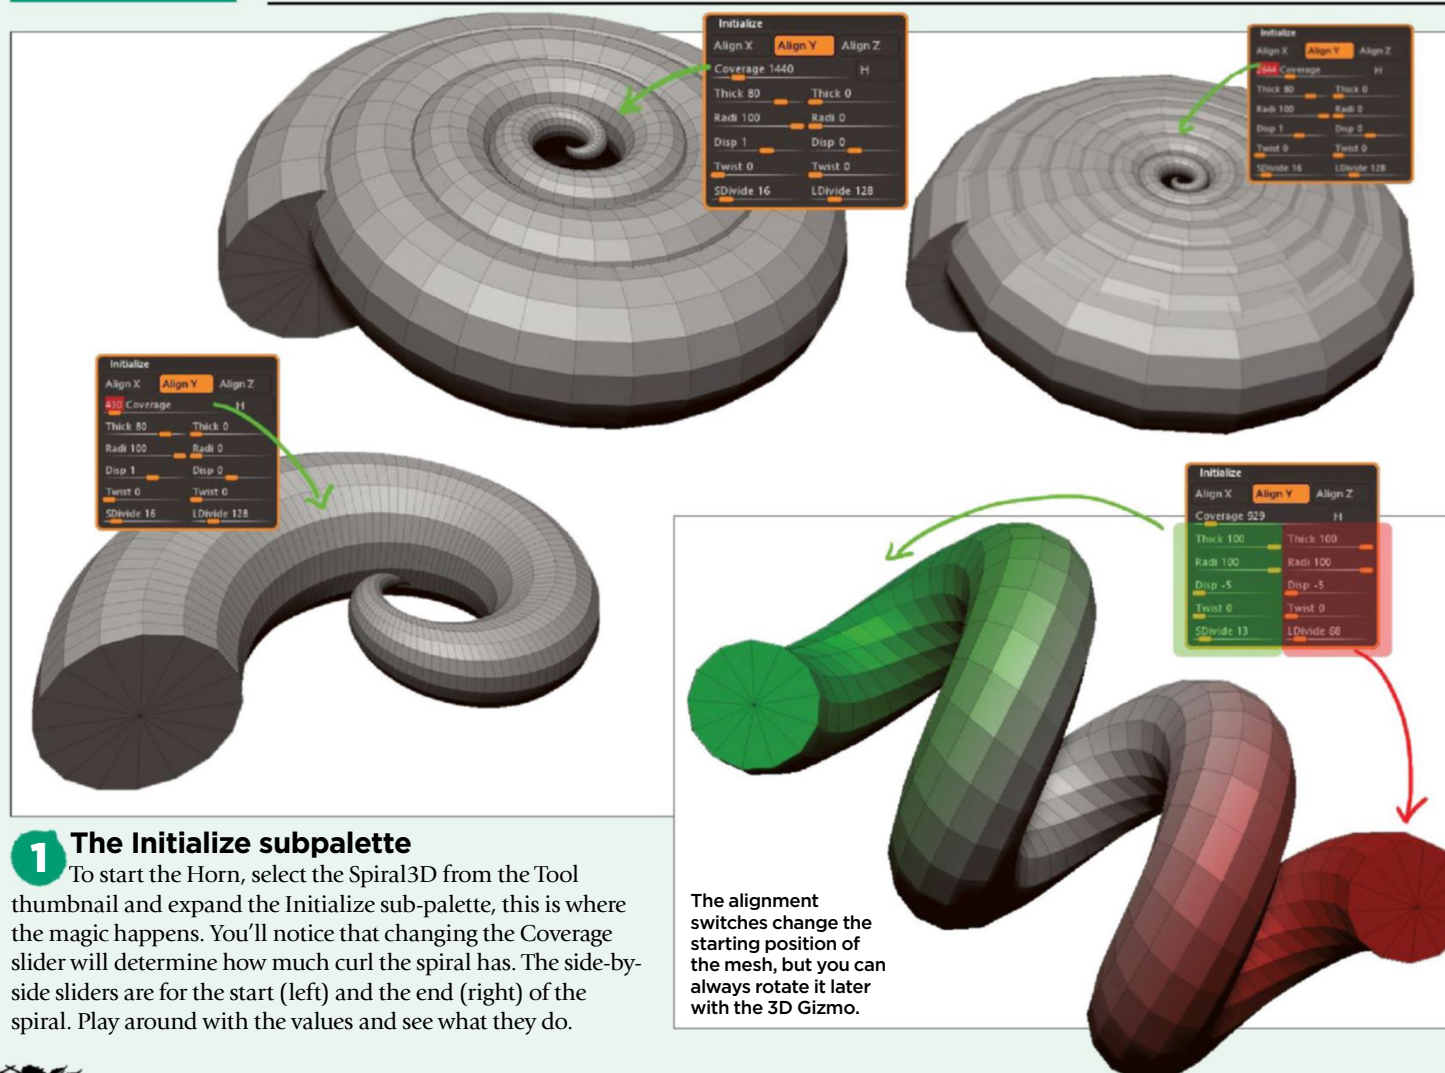 Initialize
Align X Align Y Align Z
Coverage 1440 H
Thick 80 Thick 0
Radi 100 Radi 0
Disp 1 Disp 0
Twist 0 Twist 0
SDivide 16 LDivide 128
Initialize
Align X Align Y Align Z
Coverage H
Thick 80 Thick 0
Radi 100 Radi 0
Disp 1 Disp 0
Twist 0 Twist 0
SDivide 16 LDivide 128
Initialize
Align X Align Y Align Z
430 Coverage H
Thick 80 Thick 0
Radi 100 Radi 0
Disp 1 Disp 0
Twist 0 Twist 0
SDivide 16 LDivide 128
Initialize
Align X Align Y Align Z
Coverage 929 H
Thick 100 Thick 100
Radi 100 Radi 100
Disp -5 Disp -5
Twist 0 Twist 0
SDivide 13 LDivide 68
1 The Initialize subpalette
To start the Horn, select the Spiral3D from the Tool
thumbnail and expand the Initialize sub-palette, this is where
the magic happens. You’ll notice that changing the Coverage
slider will determine how much curl the spiral has. The side-by-
side sliders are for the start (left) and the end (right) of the
spiral. Play around with the values and see what they do.
The alignment
switches change the
starting position of
the mesh, but you can
always rotate it later
with the 3D Gizmo.